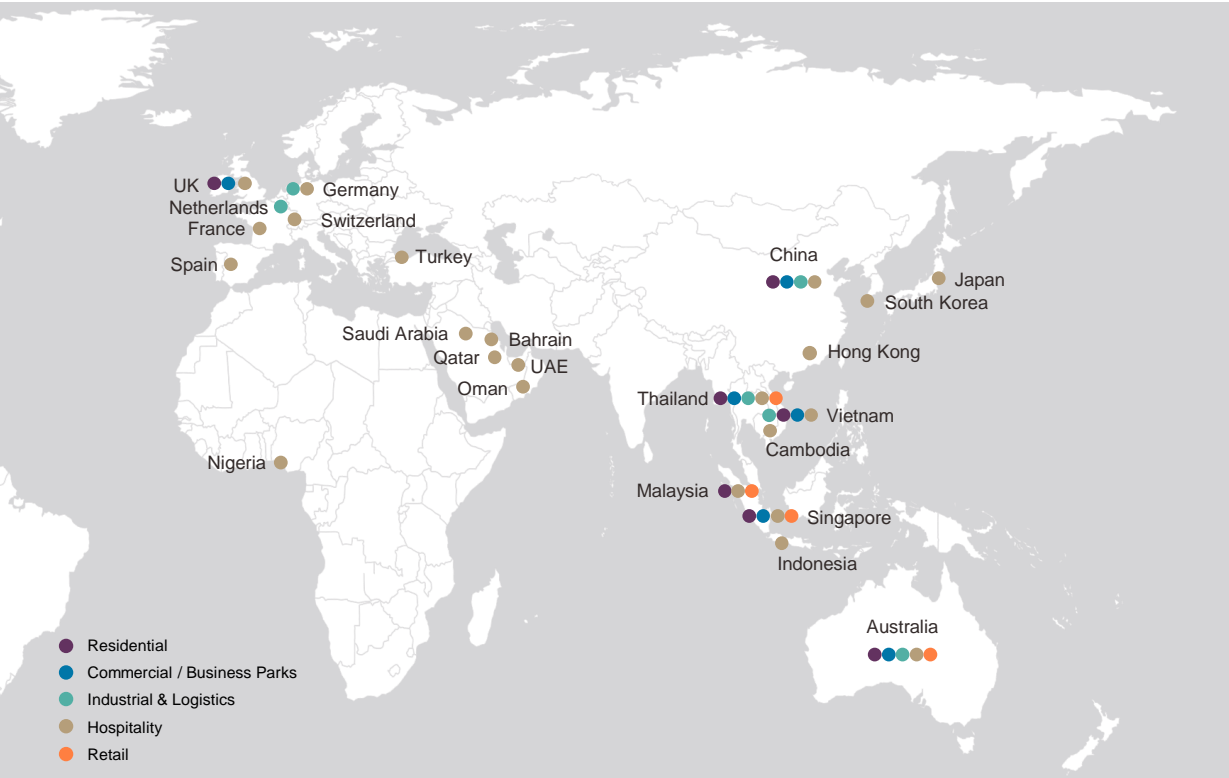 UK
Germany
Netherlands
Switzerland
France
Spain
Turkey
China
Japan
South Korea
Saudi Arabia
Bahrain
Qatar
UAE
Oman
Hong Kong
Thailand
Vietnam
Cambodia
Nigeria
Malaysia
Singapore
Indonesia
Australia
Residential
Commercial / Business Parks
Industrial & Logistics
Hospitality
Retail